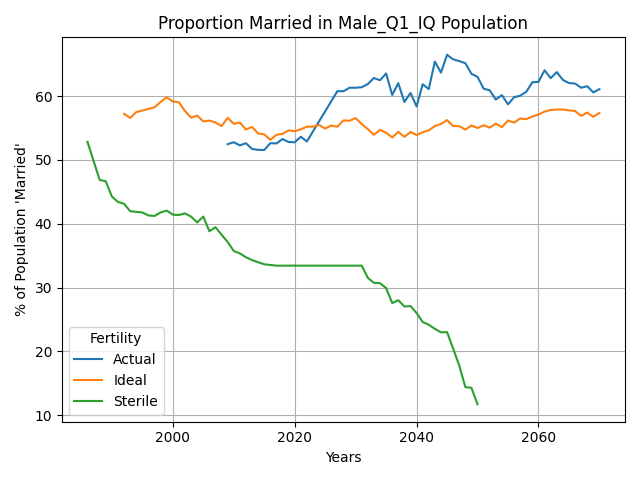 Proportion Married in Male_Q1_IQ Population
% of Population 'Married'
60
50
40
30
20
10
Fertility
Actual
Ideal
Sterile
2000
2020
2040
2060
Years